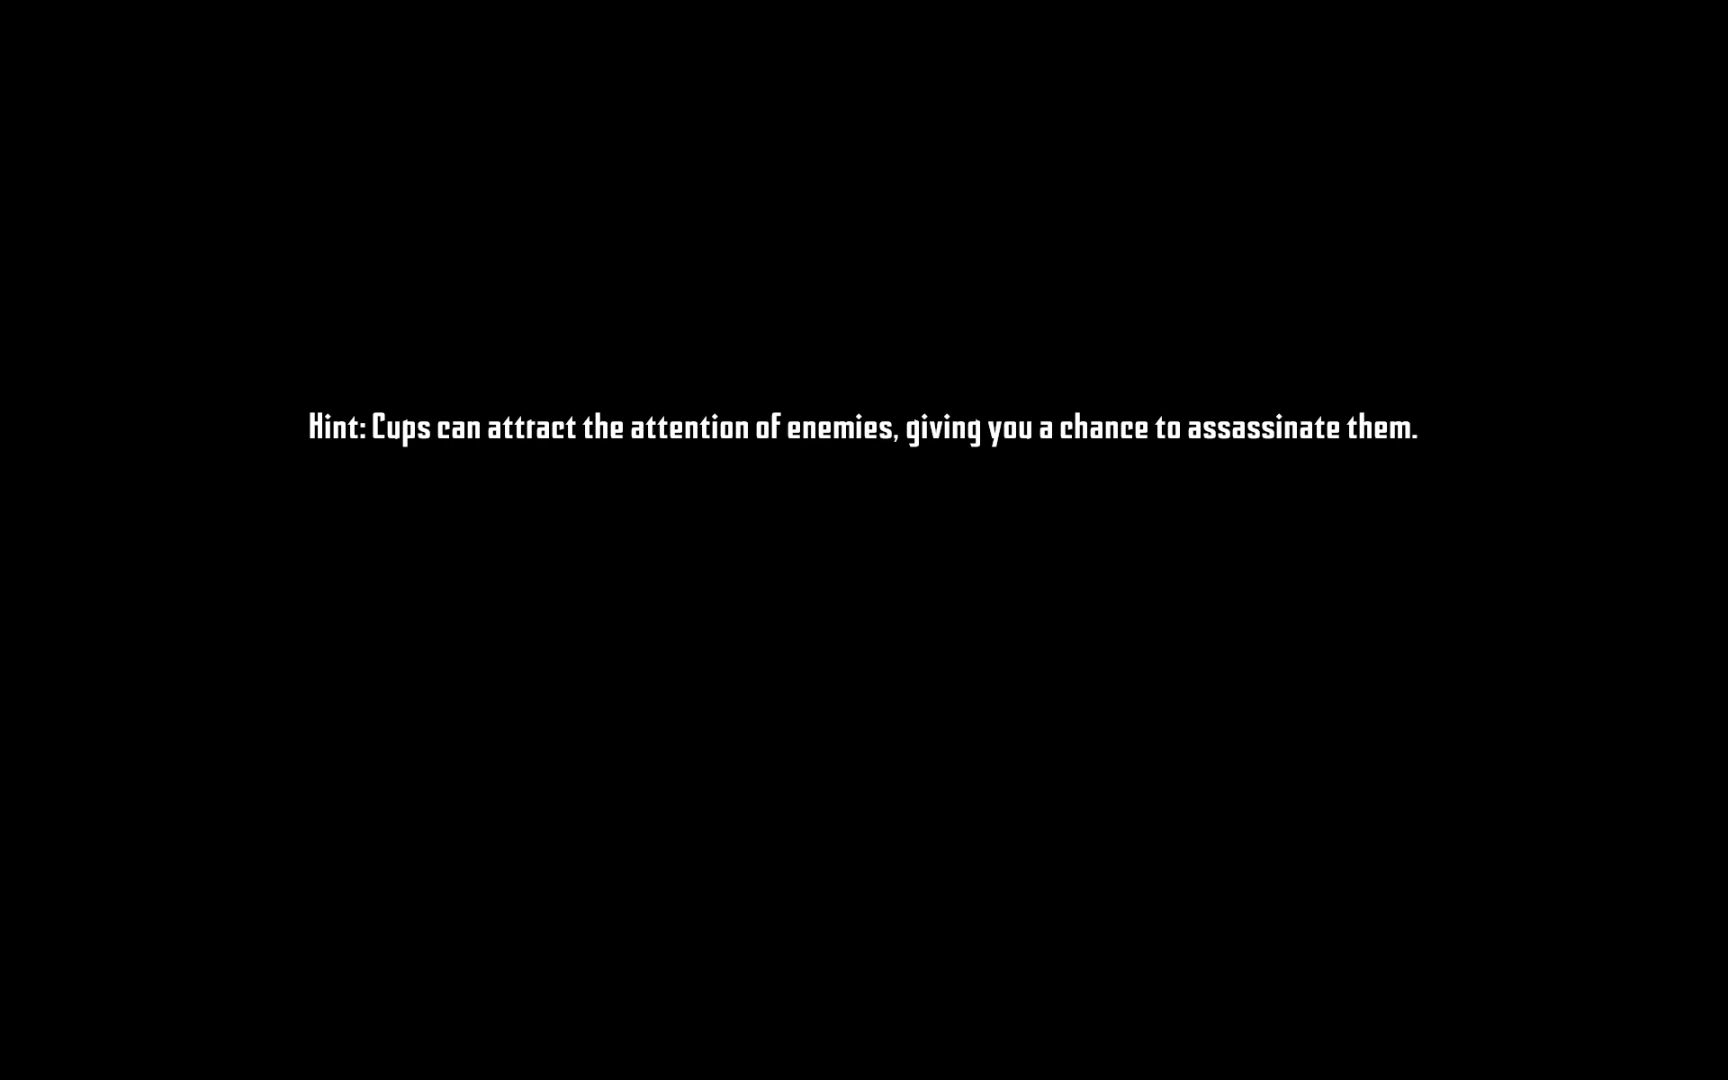 Hint: Cups can attract the attention of enemies, giving you a chance to assassinate them.